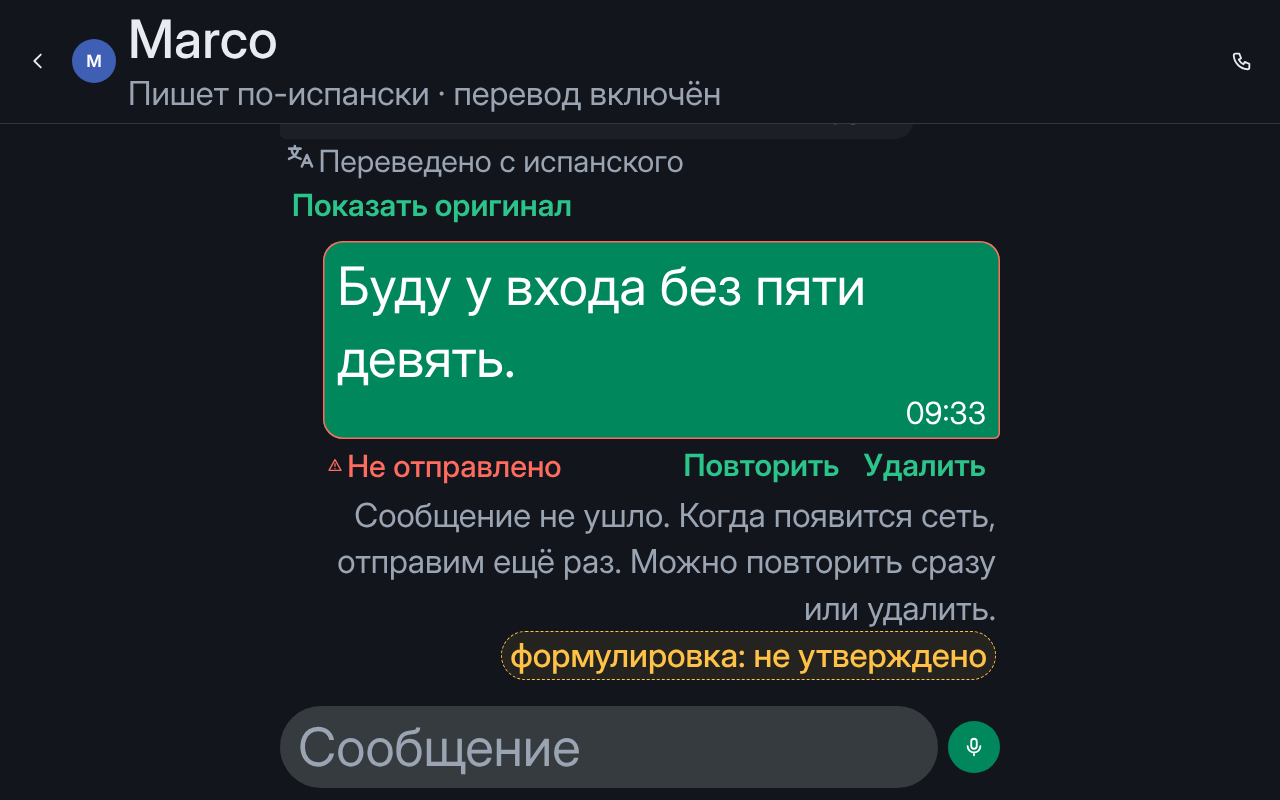 Marco
M
Пишет по-испански · перевод включён
Переведено с испанского
Показать оригинал
Буду у входа без пяти
девять.
09:33
Не отправлено Повторить Удалить
Сообщение не ушло. Когда появится сеть,
отправим ещё раз. Можно повторить сразу
или удалить.
формулировка: не утверждено
Сообщение